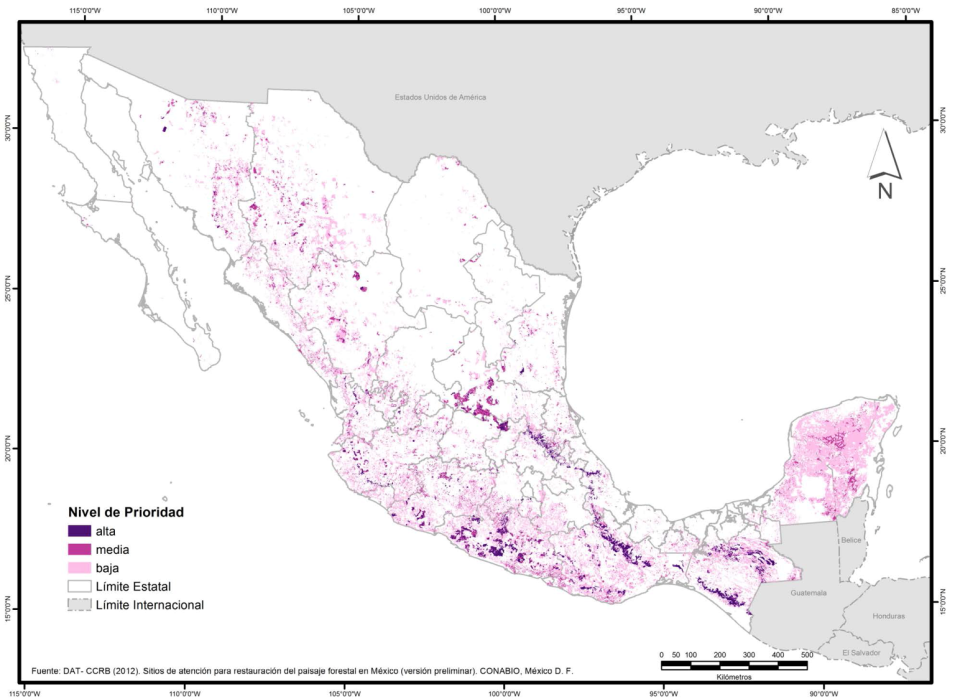 115°0'0"W 110°0'0"W 105°0'0"W 100°0'0"W 95°0'0"W 90°0'0"W 85°0'0"W
Estados Unidos de América
30°0'0"N 30°0'0"N
N
25°0'0"N 25°0'0"N
20°0'0"N 20°0'0"N
Nivel de Prioridad
alta
media
baja
Límite Estatal
Límite Internacional
Belice
Guatemala
15°0'0"N 15°0'0"N
Honduras
El Salvador
0 50 100 200 300 400 500
Kilómetros
Fuente: DAT- CCRB (2012). Sitios de atención para restauración del paisaje forestal en México (versión preliminar). CONABIO, México D. F.
115°0'0"W 110°0'0"W 105°0'0"W 100°0'0"W 95°0'0"W 90°0'0"W